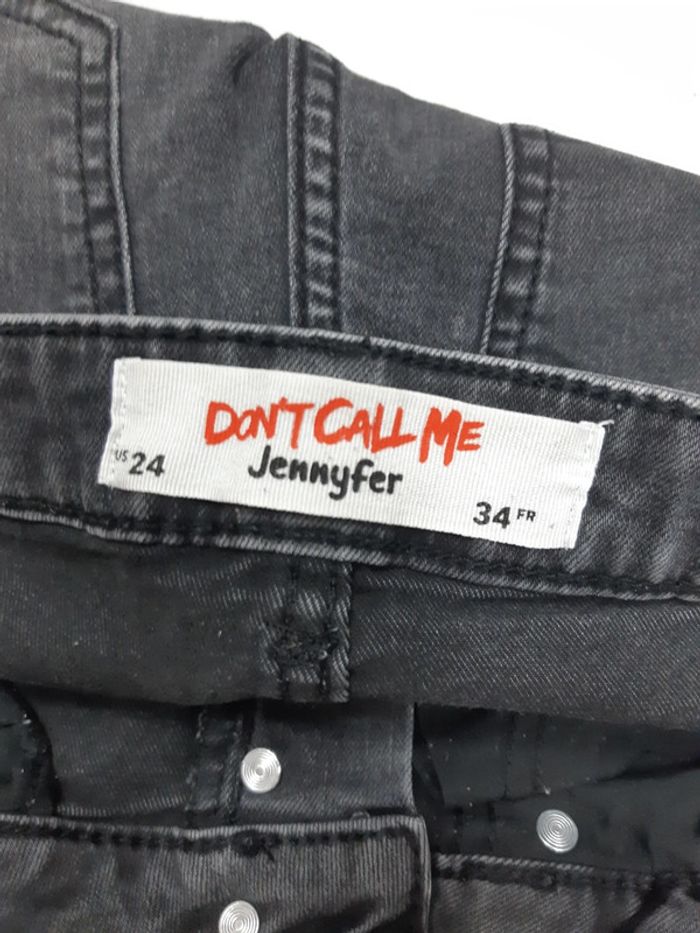 DON'T CALL ME
Jennyfer
US 24
34 FR